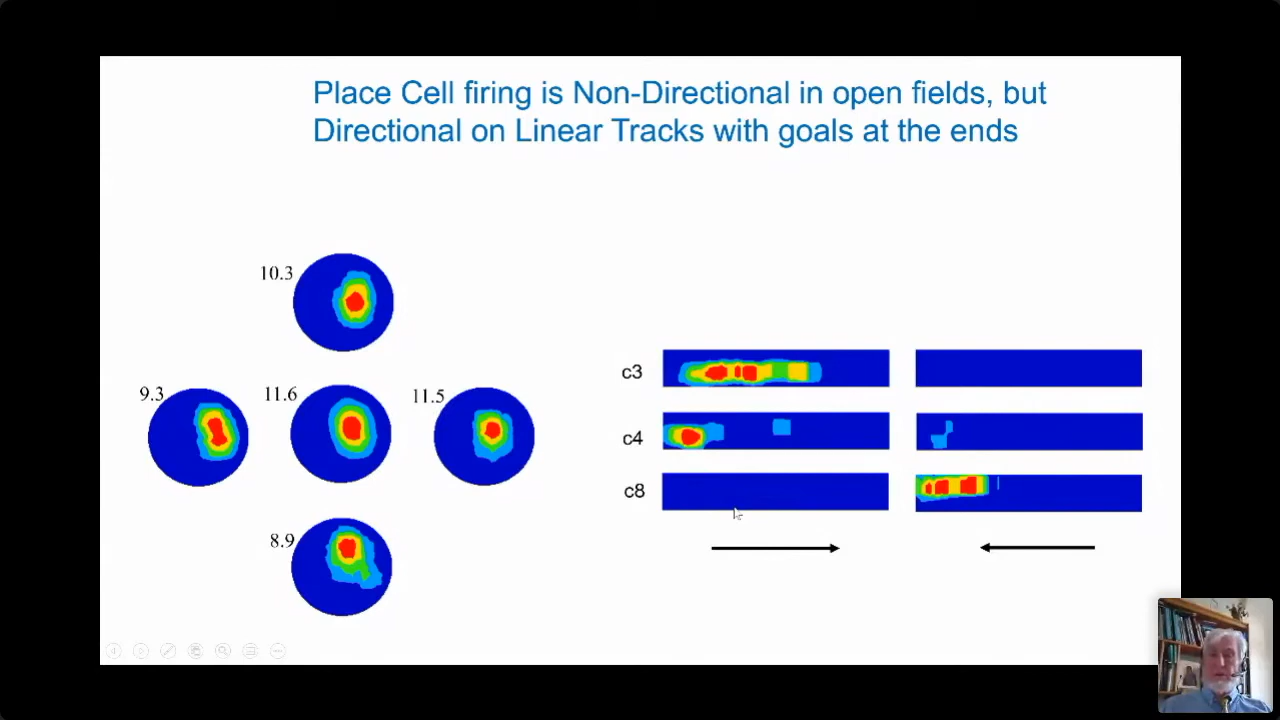 Place Cell firing is Non-Directional in open fields, but
Directional on Linear Tracks with goals at the ends
10.3
9.3
11.6
11.5
8.9
c3
c4
c8